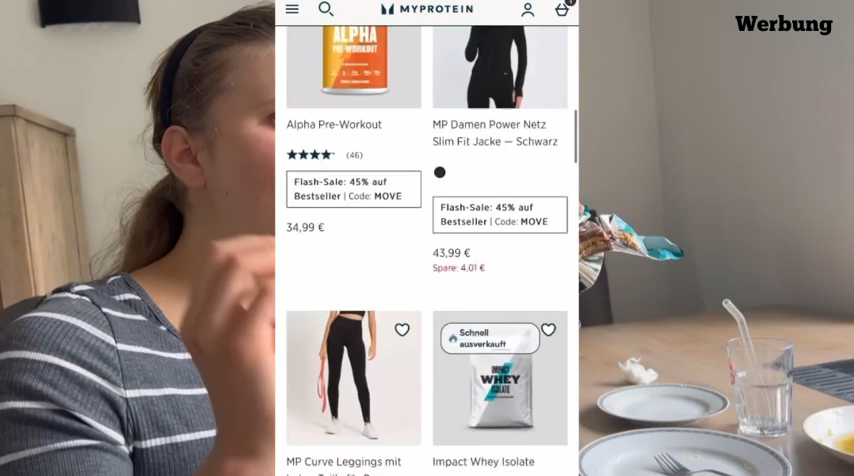 Werbung
MYPROTEIN
ALPHA
PRE-WORKOUT
Alpha Pre-Workout
MP Damen Power Netz
Slim Fit Jacke — Schwarz
(46)
Flash-Sale: 45% auf
Bestseller | Code: MOVE
34,99 €
Flash-Sale: 45% auf
Bestseller | Code: MOVE
43,99 €
Spare: 4,01 €
Schnell
ausverkauft
IMPACT
WHEY
ISOLATE
MP Curve Leggings mit
Impact Whey Isolate